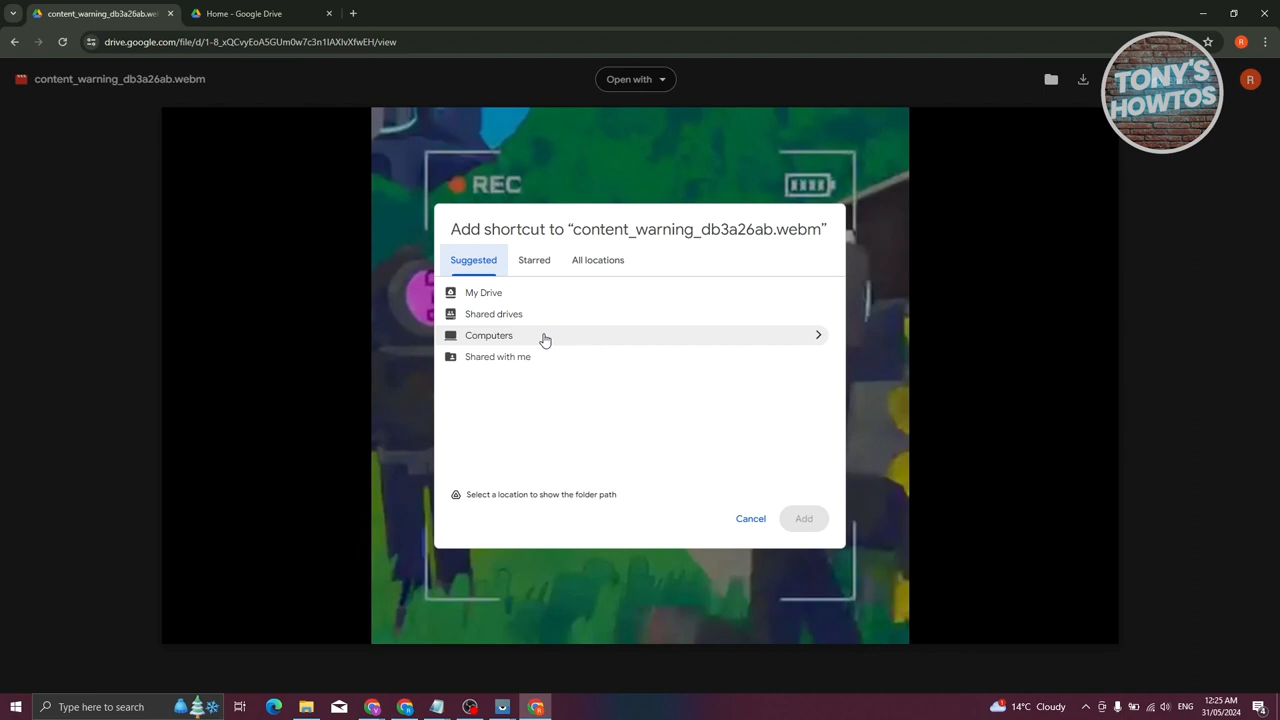 content_warning_db3a26ab.we
Home - Google Drive
drive.google.com/file/d/1-8_xQCvyEoA5GUm0w7c3n1IAXlvXfwEH/view
R
content_warning_db3a26ab.webm
Open with
R
TONY'S
HOWTOS
REC
Add shortcut to “content_warning_db3a26ab.webm”
Suggested
Starred
All locations
My Drive
Shared drives
Computers
Shared with me
Select a location to show the folder path
Cancel
Add
Type here to search
14°C Cloudy
12:25 AM
31/05/2024